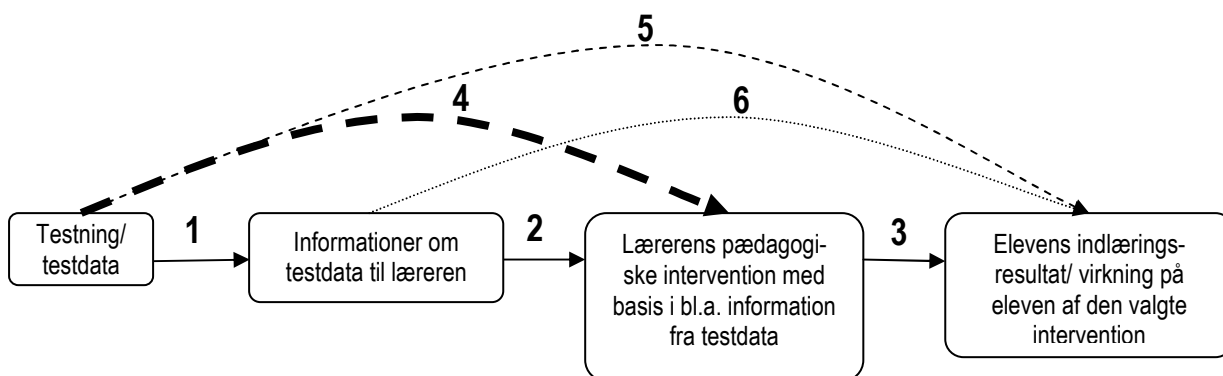 5
4
6
1
2
3
Testning/
testdata
Informationer om
testdata til læreren
Lærerens pædagogi-
ske intervention med
basis i bl.a. information
fra testdata
Elevens indlærings-
resultat/ virkning på
eleven af den valgte
intervention